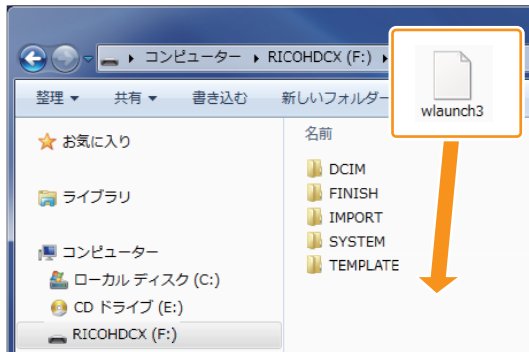 コンピューター RICOHDCX (F:)
wlaunch3
整理 共有 書き込む 新しいフォルダー
お気に入り
ライブラリ
コンピューター
ローカル ディスク (C:)
CD ドライブ (E:)
RICOHDCX (F:)
名前
DCIM
FINISH
IMPORT
SYSTEM
TEMPLATE